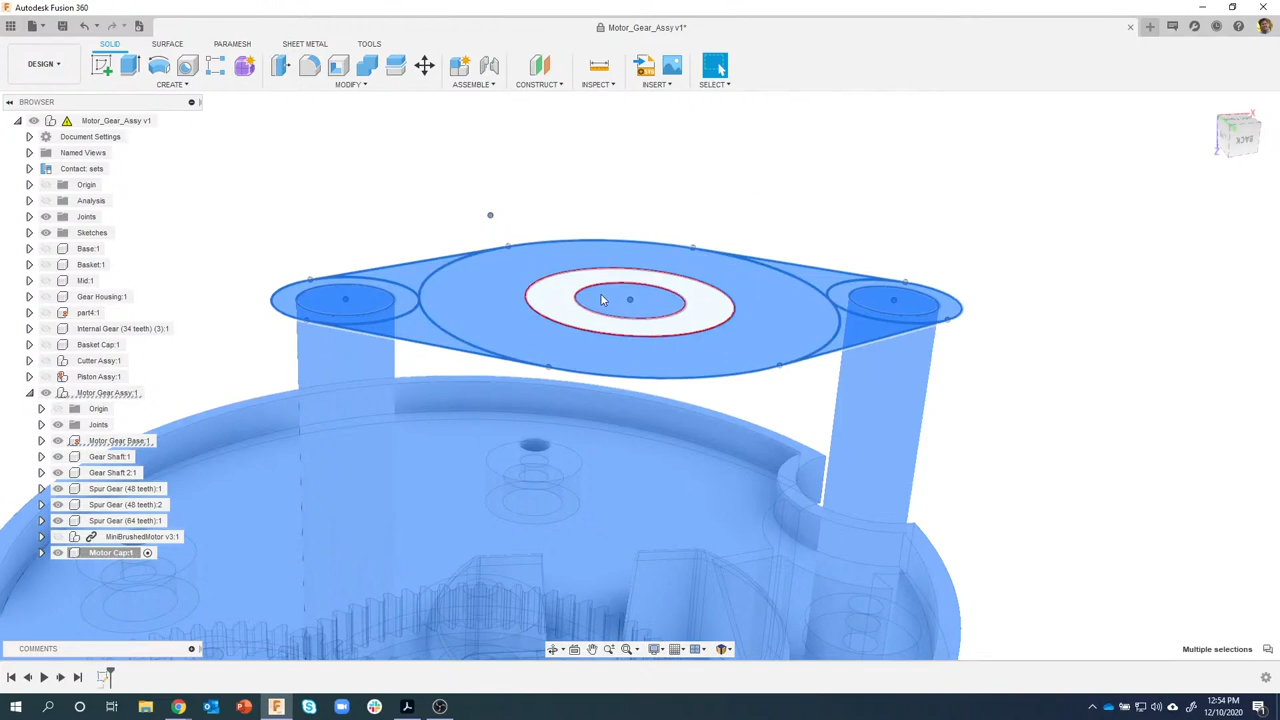 Autodesk Fusion 360
Motor_Gear_Assy v1*
SOLID SURFACE PARAMESH SHEET METAL TOOLS
DESIGN
CREATE MODIFY ASSEMBLE CONSTRUCT INSPECT INSERT SELECT
BROWSER
Motor_Gear_Assy v1
Document Settings
Named Views
Contact: sets
Origin
Analysis
Joints
Sketches
Base:1
Basket:1
Mid:1
Gear Housing:1
part4:1
Internal Gear (34 teeth) (3):1
Basket Cap:1
Cutter Assy:1
Piston Assy:1
Motor Gear Assy:1
Origin
Joints
Motor Gear Base:1
Gear Shaft:1
Gear Shaft 2:1
Spur Gear (48 teeth):1
Spur Gear (48 teeth):2
Spur Gear (64 teeth):1
MiniBrushedMotor v3:1
Motor Cap:1
BACK
X
Y
Z
COMMENTS
Multiple selections
12:54 PM
12/10/2020